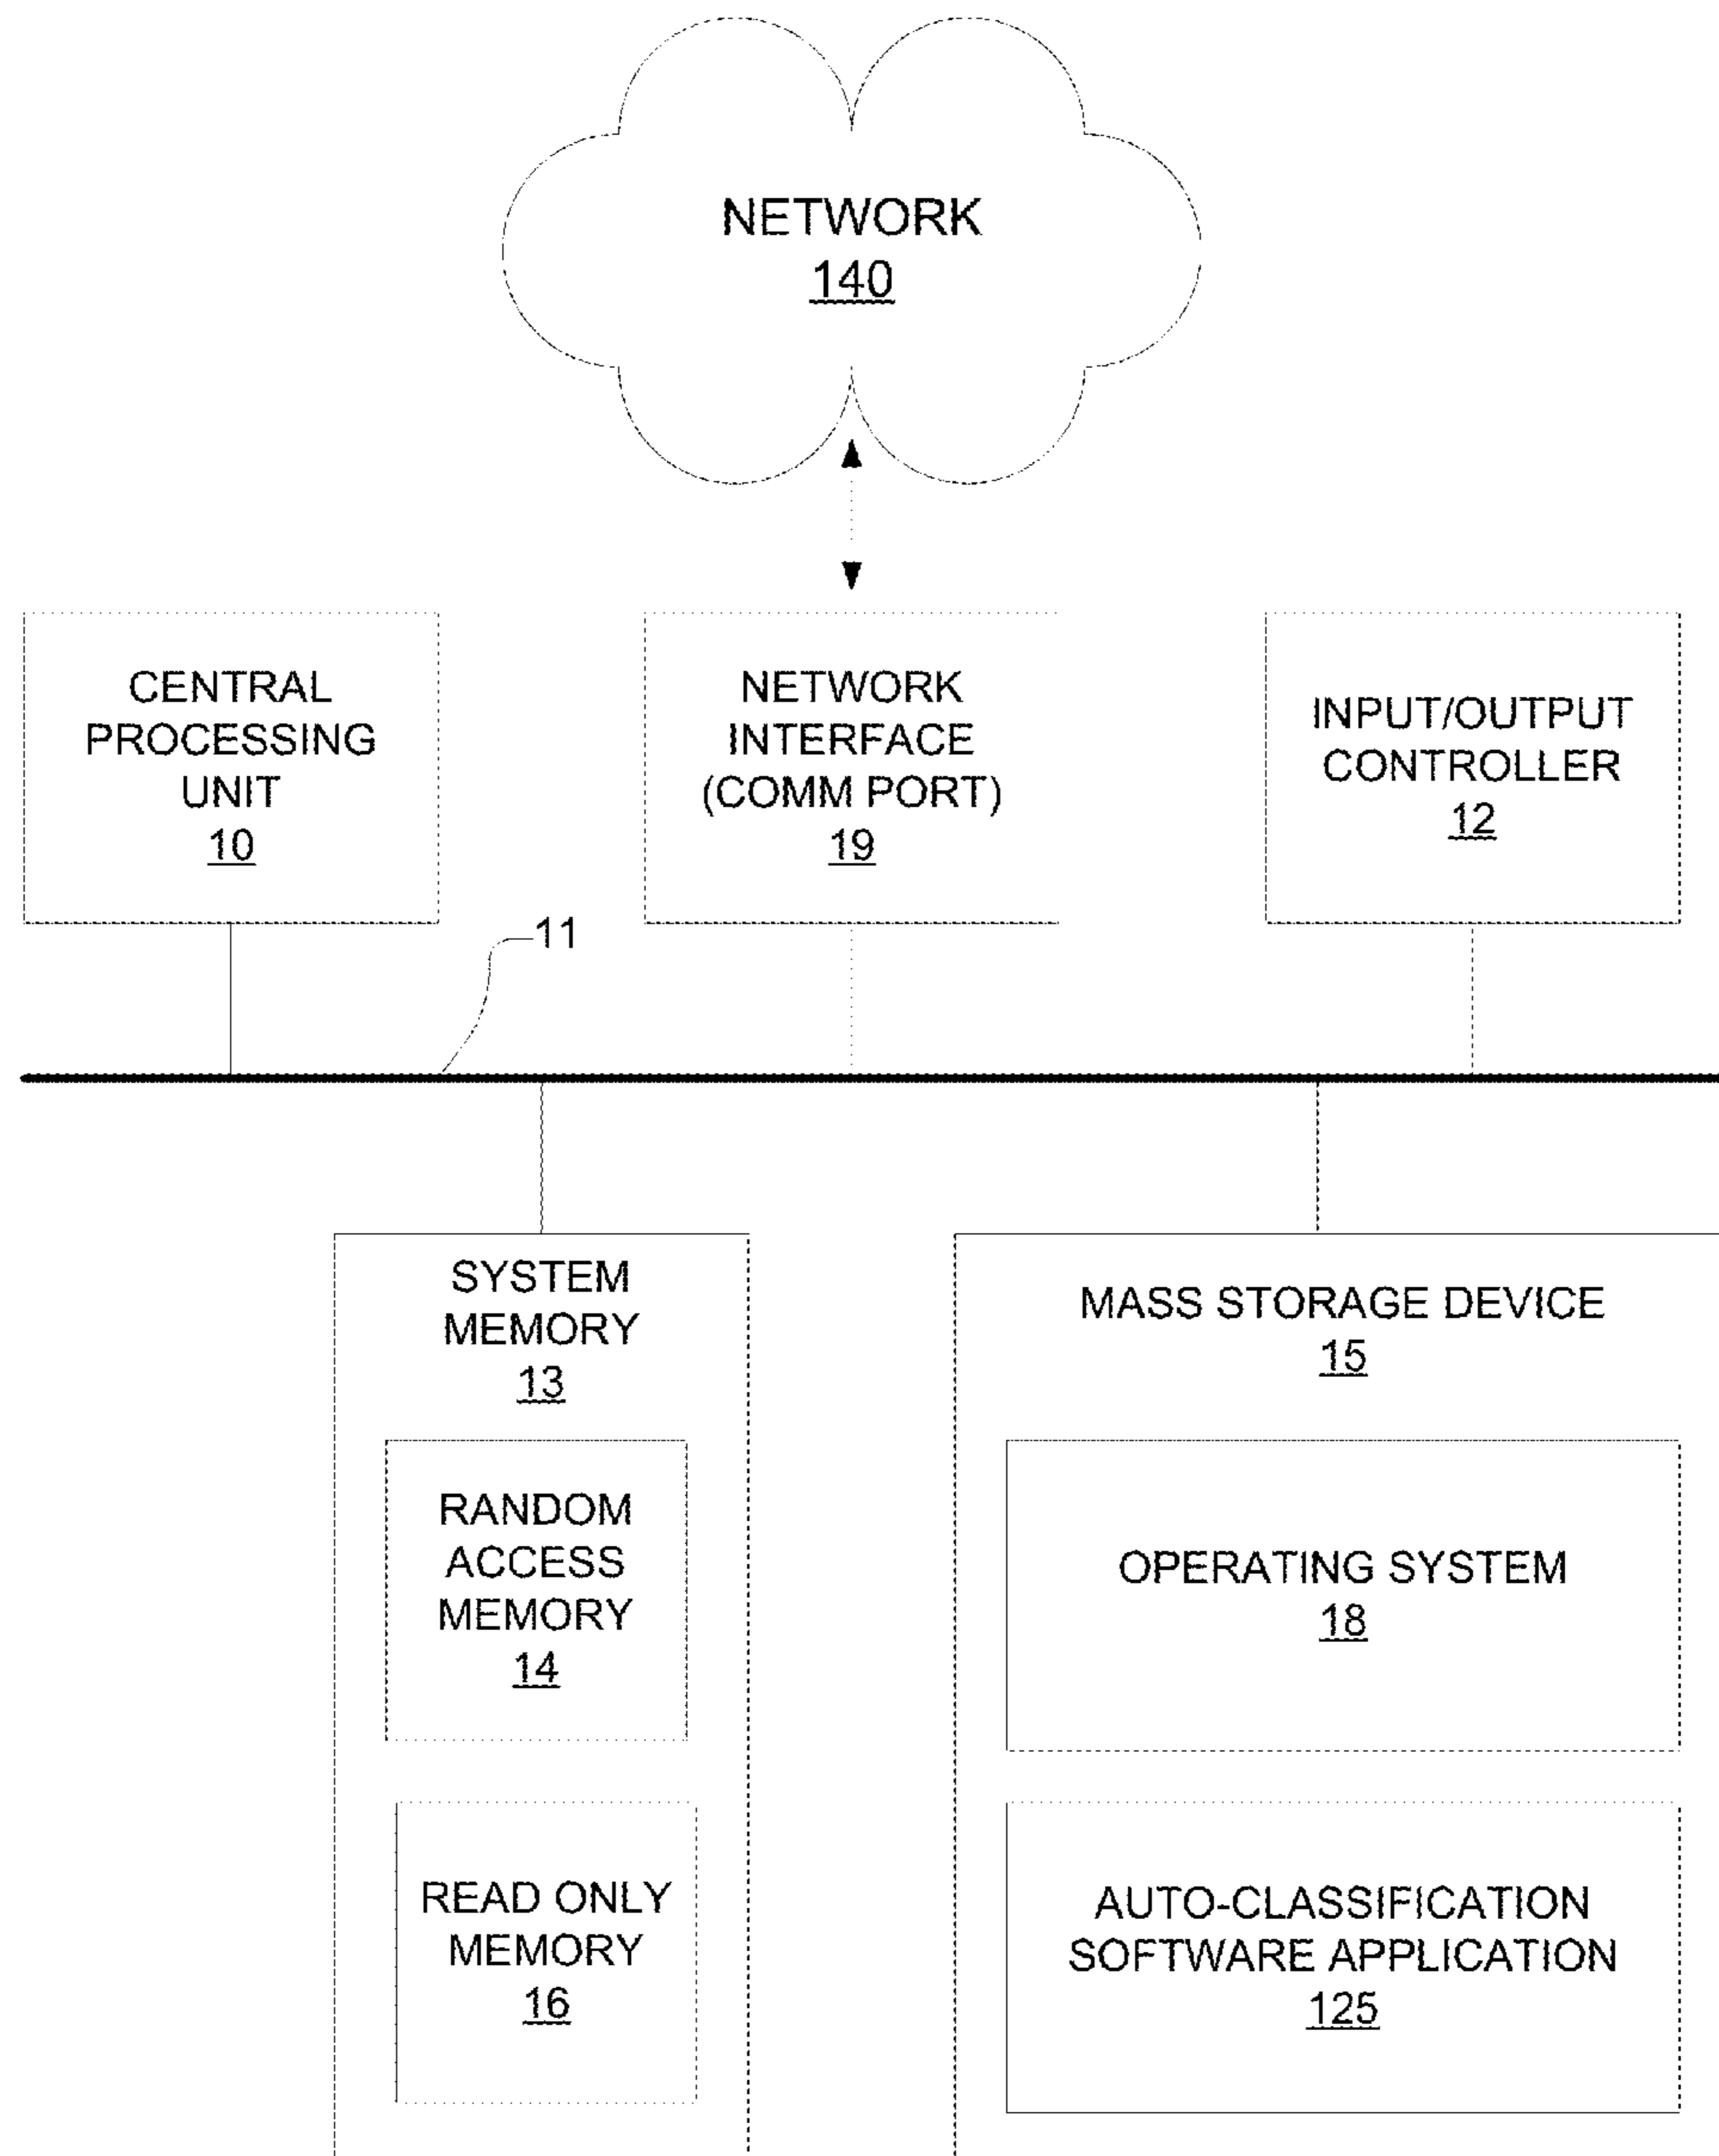 NETWORK
140
CENTRAL
PROCESSING
UNIT
10
NETWORK
INTERFACE
(COMM PORT)
19
INPUT/OUTPUT
CONTROLLER
12
11
SYSTEM
MEMORY
13
RANDOM
ACCESS
MEMORY
14
READ ONLY
MEMORY
16
MASS STORAGE DEVICE
15
OPERATING SYSTEM
18
AUTO-CLASSIFICATION
SOFTWARE APPLICATION
125